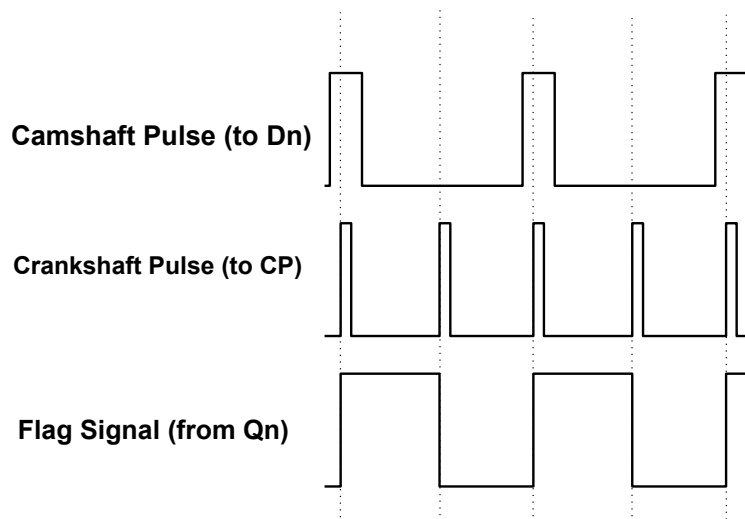 Camshaft Pulse (to Dn)
Crankshaft Pulse (to CP)
Flag Signal (from Qn)